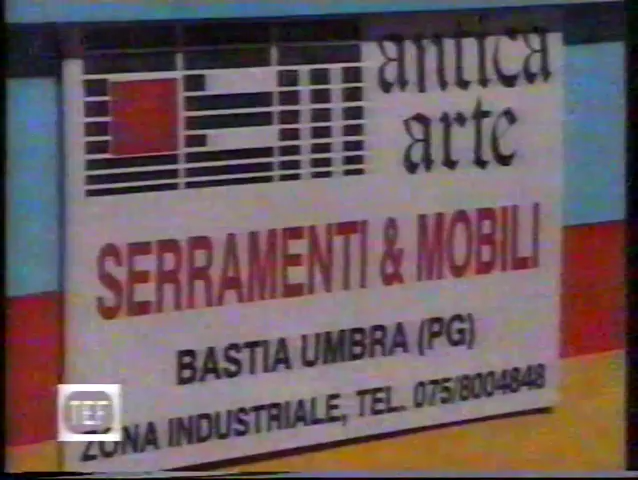 antica
arte
SERRAMENTI & MOBILI
BASTIA UMBRA (PG)
ZONA INDUSTRIALE, TEL. 075/8004848
TEF